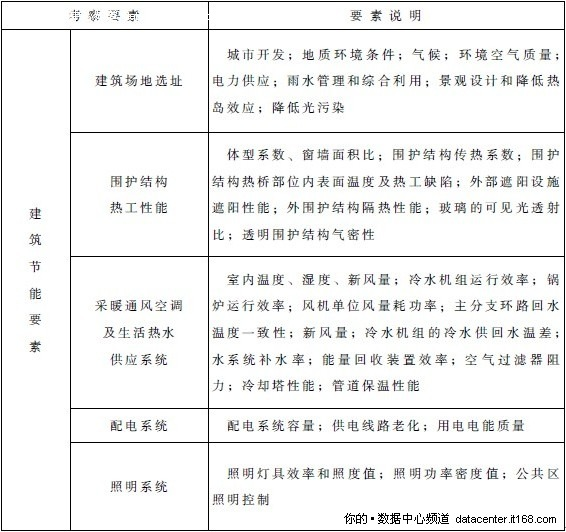 考察要素
要素说明
建筑节能要素
建筑场地选址
城市开发；地质环境条件；气候；环境空气质量；
电力供应；雨水管理和综合利用；景观设计和降低热
岛效应；降低光污染
围护结构
热工性能
体型系数、窗墙面积比；围护结构传热系数；围护
结构热桥部位内表面温度及热工缺陷；外部遮阳设施
遮阳性能；外围护结构隔热性能；玻璃的可见光透射
比；透明围护结构气密性
采暖通风空调
及生活热水
供应系统
室内温度、湿度、新风量；冷水机组运行效率；锅
炉运行效率；风机单位风量耗功率；主分支环路回水
温度一致性；新风量；冷水机组的冷水供回水温差；
水系统补水率；能量回收装置效率；空气过滤器阻
力；冷却塔性能；管道保温性能
配电系统
配电系统容量；供电线路老化；用电电能质量
照明系统
照明灯具效率和照度值；照明功率密度值；公共区
照明控制
你的•数据中心频道 datacenter.it168.com